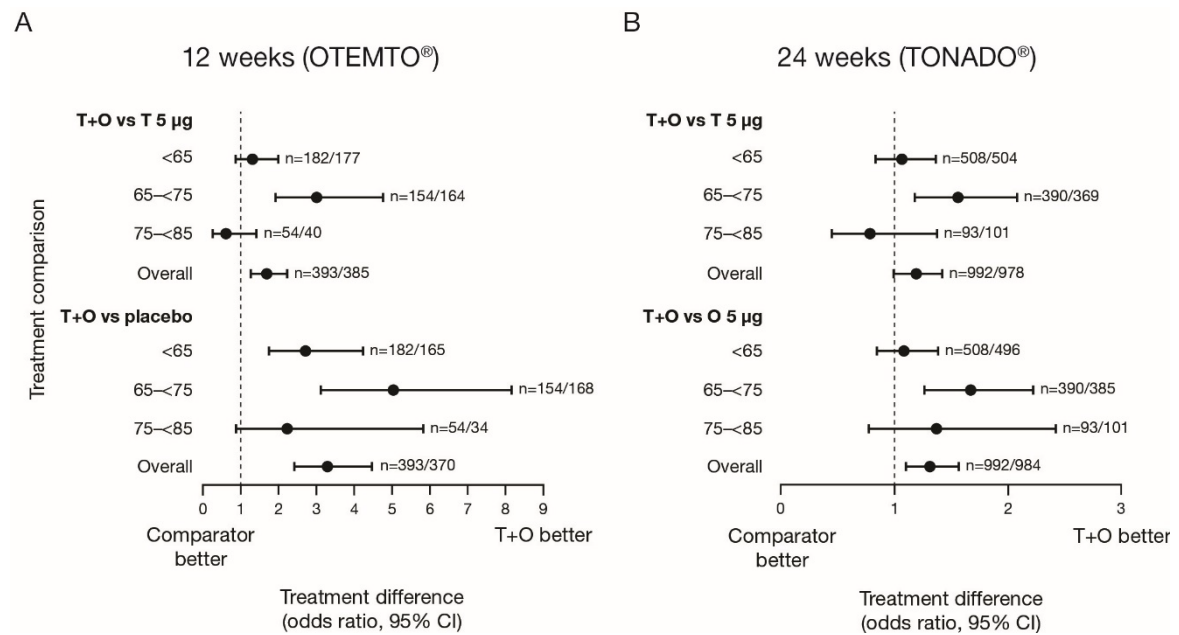 A
12 weeks (OTEMTO®)
Treatment comparison
T+O vs T 5 µg
<65 n=182/177
65–<75 n=154/164
75–<85 n=54/40
Overall n=393/385
T+O vs placebo
<65 n=182/165
65–<75 n=154/168
75–<85 n=54/34
Overall n=393/370
0 1 2 3 4 5 6 7 8 9
Comparator T+O better
better
Treatment difference
(odds ratio, 95% CI)
B
24 weeks (TONADO®)
T+O vs T 5 µg
<65 n=508/504
65–<75 n=390/369
75–<85 n=93/101
Overall n=992/978
T+O vs O 5 µg
<65 n=508/496
65–<75 n=390/385
75–<85 n=93/101
Overall n=992/984
0 1 2 3
Comparator T+O better
better
Treatment difference
(odds ratio, 95% CI)